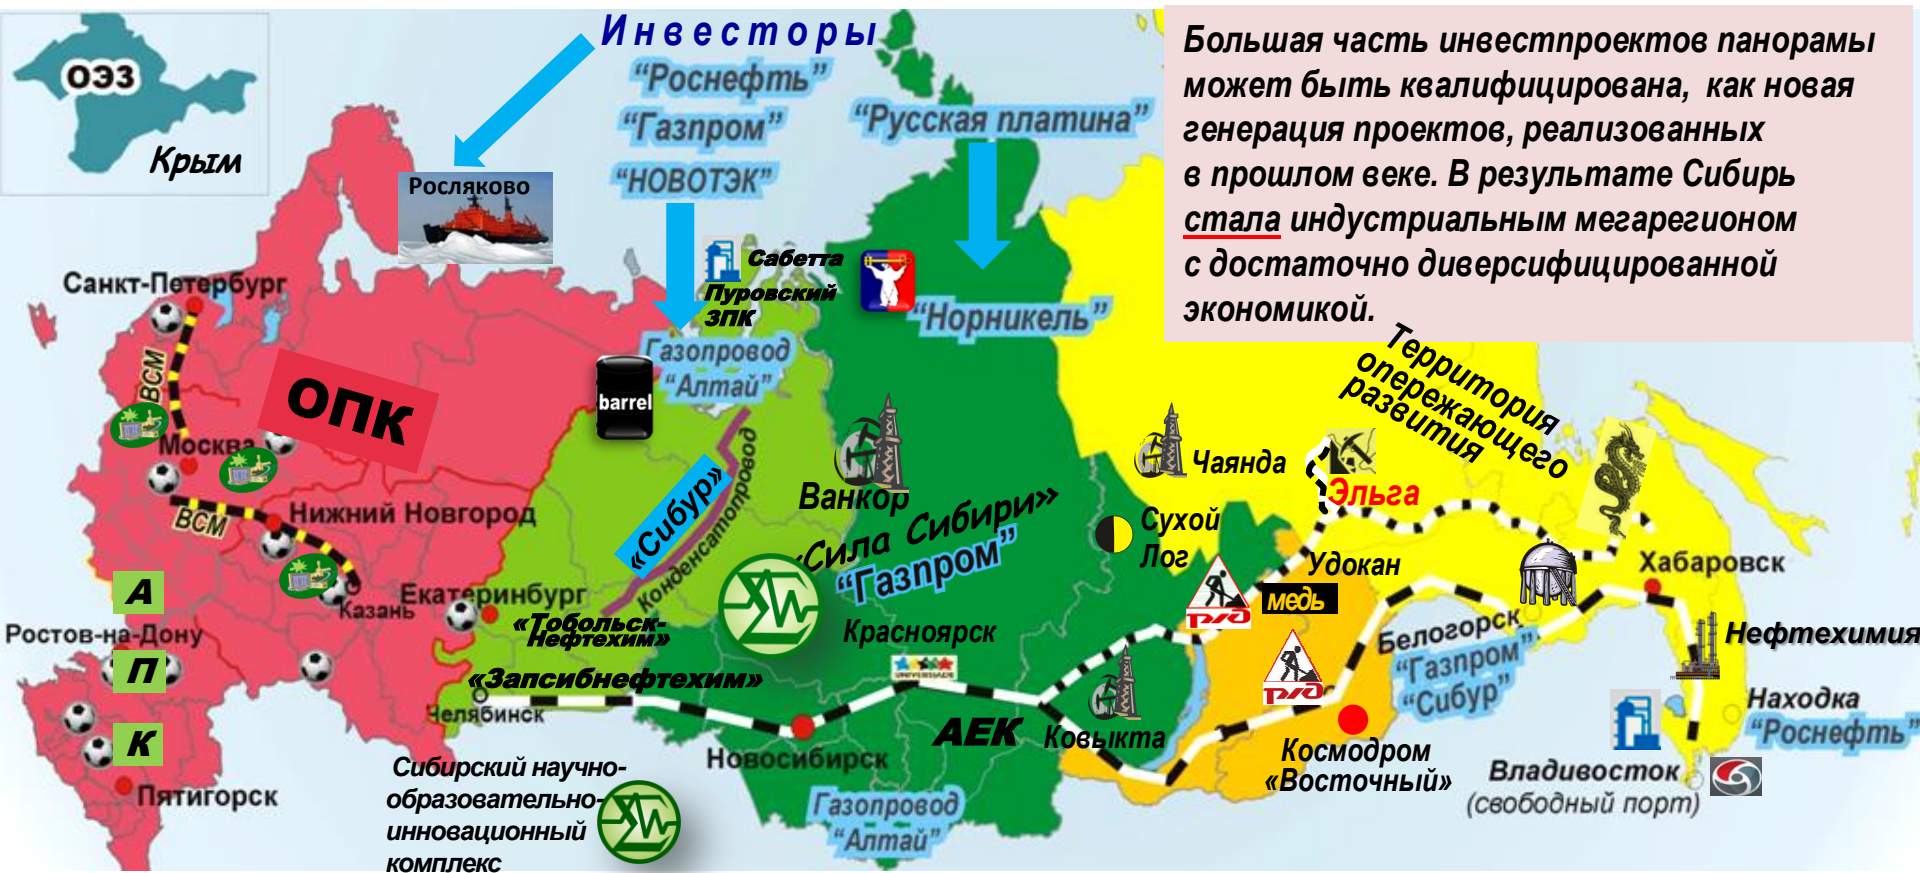 Инвесторы
“Роснефть”
“Газпром”
“НОВОТЭК”
“Русская платина”
Большая часть инвестпроектов панорамы
может быть квалифицирована, как новая
генерация проектов, реализованных
в прошлом веке. В результате Сибирь
стала индустриальным мегарегионом
с достаточно диверсифицированной
экономикой.
ОЭЗ
Крым
Росляково
Санкт-Петербург
Сабетта
Пуровский
ЗПК
“Норникель”
Газопровод
“Алтай”
ВСМ
ОПК
barrel
Москва
Территория
опережающего
развития
«Сибур»
Конденсатопровод
Ванкор
Чаянда
Эльга
ВСМ
Нижний Новгород
«Сила Сибири»
“Газпром”
Сухой
Лог
Удокан
медь
Хабаровск
А
П
К
Казань
Екатеринбург
«Тобольск-
Нефтехим»
Ростов-на-Дону
Красноярск
РЖД
РЖД
Белогорск
“Газпром”
“Сибур”
Нефтехимия
«Запсибнефтехим»
UNIVERSIADE
Челябинск
Новосибирск
АЕК
Ковыкта
Космодром
«Восточный»
Находка
“Роснефть”
Владивосток
(свободный порт)
Пятигорск
Сибирский научно-
образовательно-
инновационный
комплекс
Газопровод
“Алтай”